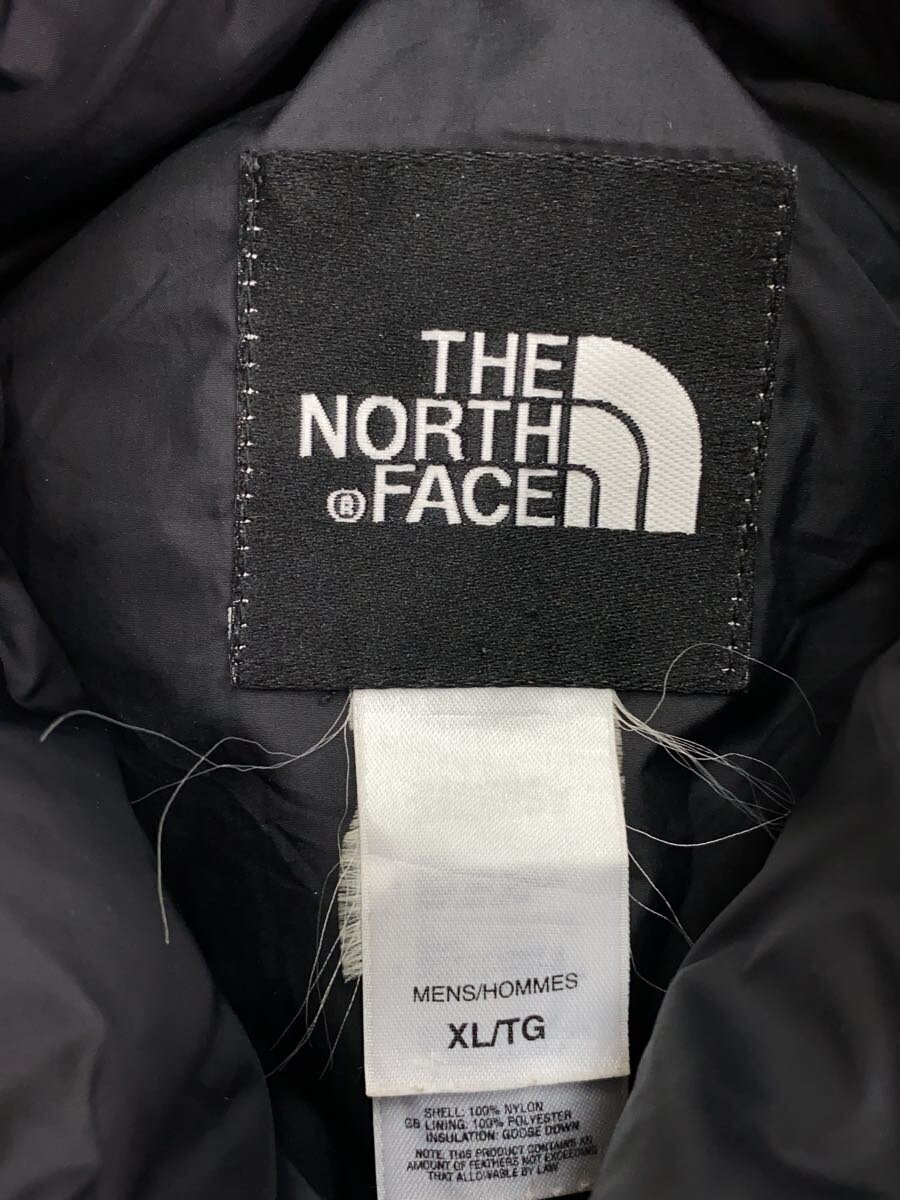 THE
NORTH
®FACE
MENS/HOMMES
XL/TG
SHELL: 100% NYLON
GB LINING: 100% POLYESTER
INSULATION: GOOSE DOWN
NOTE: THIS PRODUCT CONTAINS AN
AMOUNT OF FEATHERS NOT EXCEEDING
THAT ALLOWABLE BY LAW